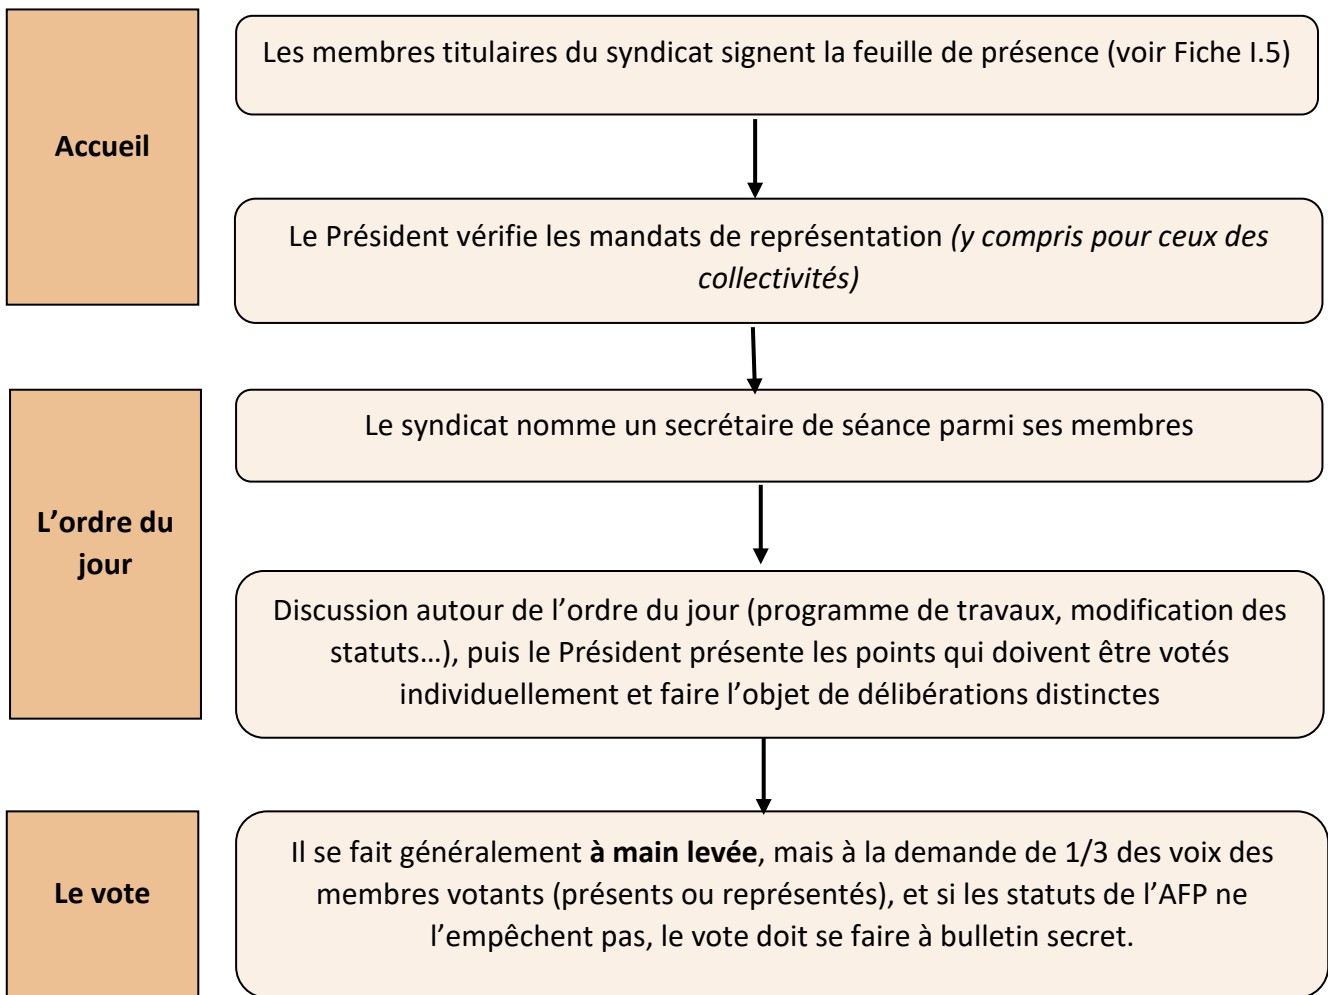 Les membres titulaires du syndicat signent la feuille de présence (voir Fiche I.5)
Accueil
Le Président vérifie les mandats de représentation (y compris pour ceux des
collectivités)
Le syndicat nomme un secrétaire de séance parmi ses membres
L’ordre du
jour
Discussion autour de l’ordre du jour (programme de travaux, modification des
statuts…), puis le Président présente les points qui doivent être votés
individuellement et faire l’objet de délibérations distinctes
Le vote
Il se fait généralement à main levée, mais à la demande de 1/3 des voix des
membres votants (présents ou représentés), et si les statuts de l’AFP ne
l’empêchent pas, le vote doit se faire à bulletin secret.